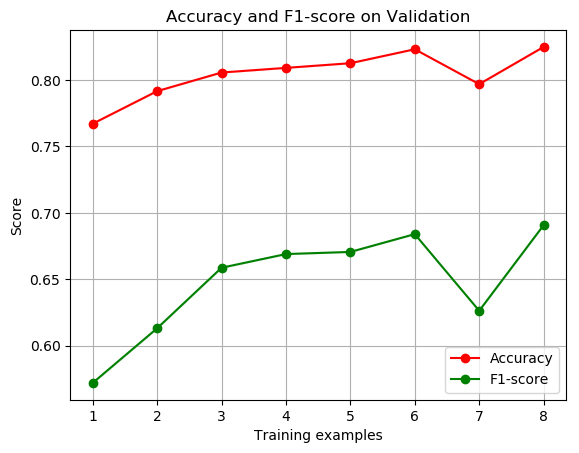 Accuracy and F1-score on Validation
Score
0.80
0.75
0.70
0.65
0.60
Accuracy
F1-score
1 2 3 4 5 6 7 8
Training examples